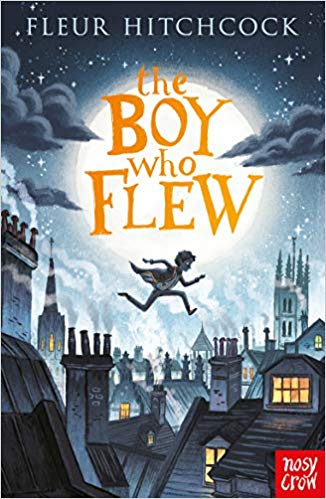 FLEUR HITCHCOCK
the
BOY
who
FLEW
nosy
crow